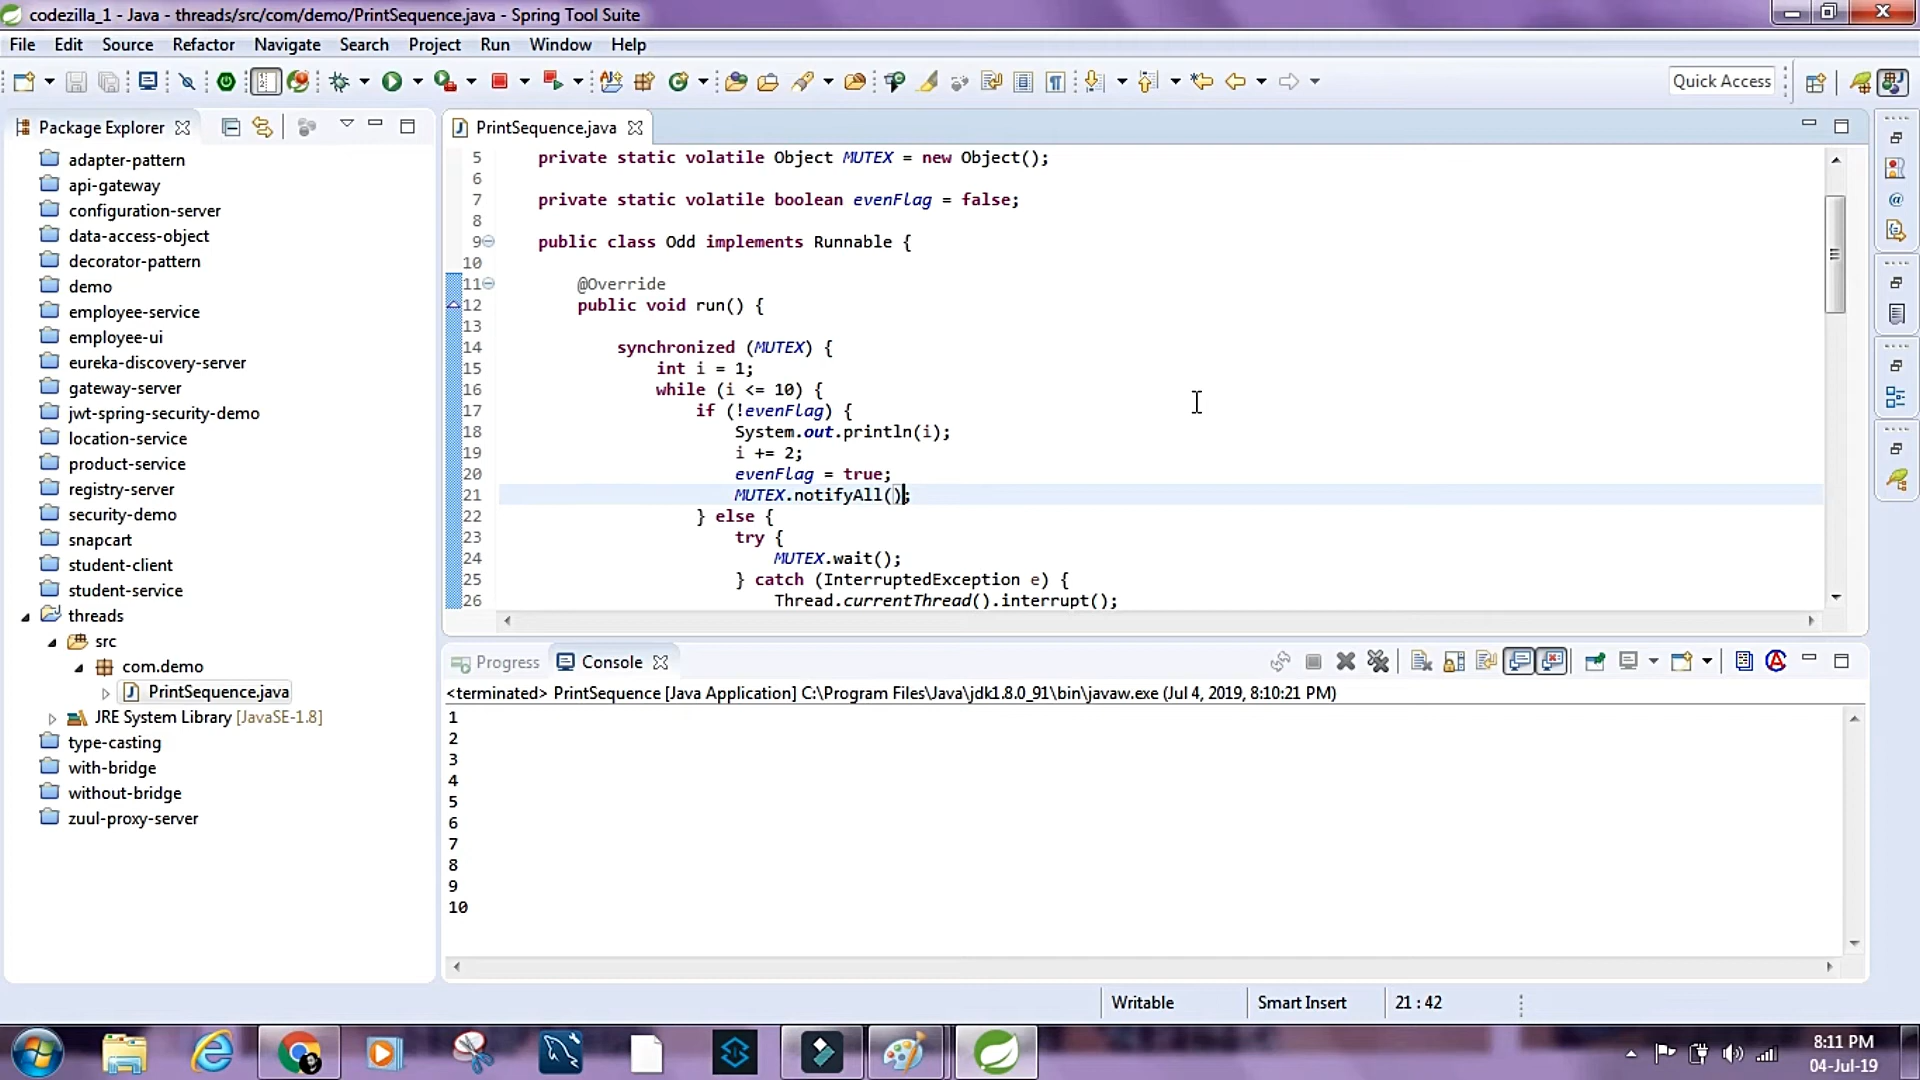 codezilla_1 - Java - threads/src/com/demo/PrintSequence.java - Spring Tool Suite
File Edit Source Refactor Navigate Search Project Run Window Help
Quick Access
Package Explorer
adapter-pattern
api-gateway
configuration-server
data-access-object
decorator-pattern
demo
employee-service
employee-ui
eureka-discovery-server
gateway-server
jwt-spring-security-demo
location-service
product-service
registry-server
security-demo
snapcart
student-client
student-service
threads
src
com.demo
PrintSequence.java
JRE System Library [JavaSE-1.8]
type-casting
with-bridge
without-bridge
zuul-proxy-server
PrintSequence.java
5 private static volatile Object MUTEX = new Object();
6
7 private static volatile boolean evenFlag = false;
8
9 public class Odd implements Runnable {
10
11 @Override
12 public void run() {
13
14 synchronized (MUTEX) {
15 int i = 1;
16 while (i <= 10) {
17 if (!evenFlag) {
18 System.out.println(i);
19 i += 2;
20 evenFlag = true;
21 MUTEX.notifyAll();
22 } else {
23 try {
24 MUTEX.wait();
25 } catch (InterruptedException e) {
26 Thread.currentThread().interrupt();
Progress Console
<terminated> PrintSequence [Java Application] C:\Program Files\Java\jdk1.8.0_91\bin\javaw.exe (Jul 4, 2019, 8:10:21 PM)
1
2
3
4
5
6
7
8
9
10
Writable Smart Insert 21 : 42
8:11 PM
04-Jul-19